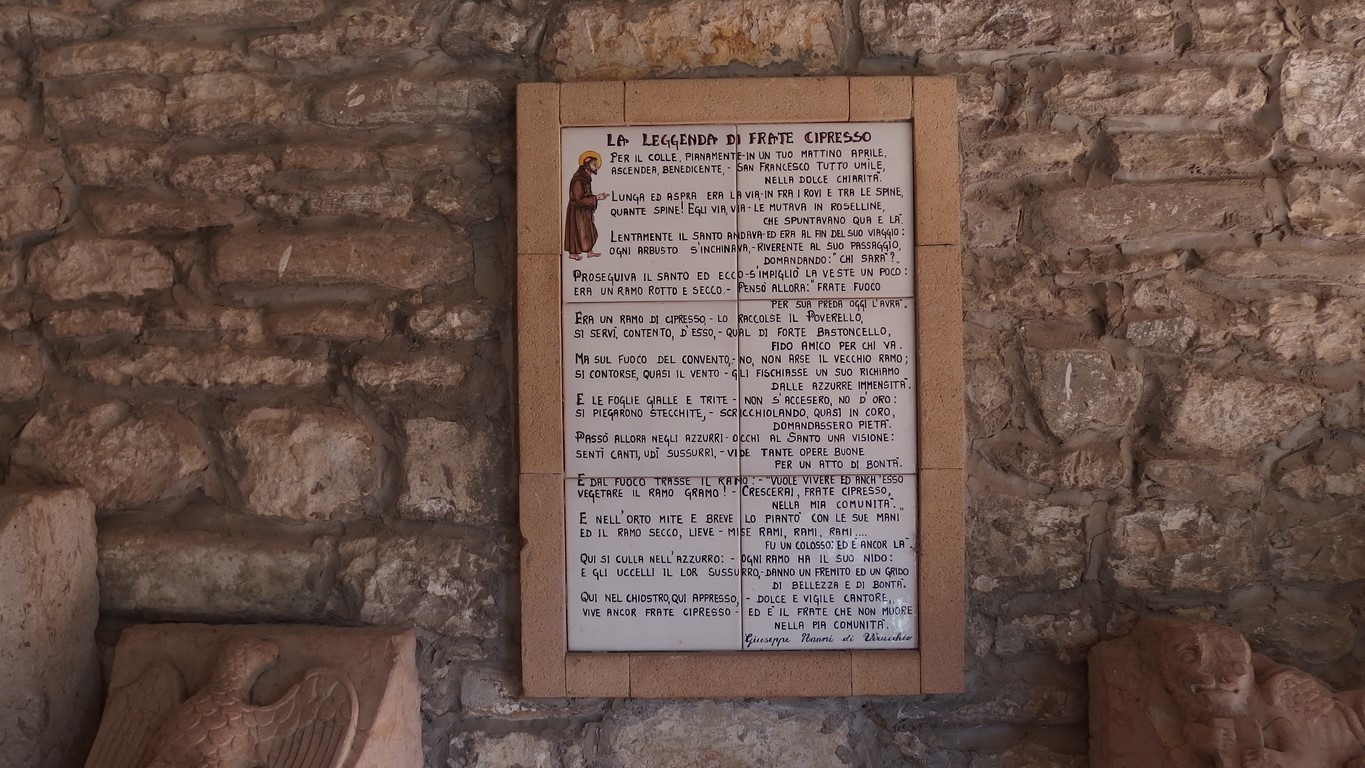 LA LEGGENDA DI FRATE CIPRESSO
PER IL COLLE, PIANAMENTE-IN UN TUO MATTINO APRILE,
ASCENDEA, BENEDICENTE, - SAN FRANCESCO TUTTO UMILE,
NELLA DOLCE CHIARITÀ.
LUNGA ED ASPRA ERA LA VIA-IN FRA I ROVI E TRA LE SPINE,
QUANTE SPINE! EGLI VIA, VIA - LE MUTAVA IN ROSELLINE,
CHE SPUNTAVANO QUA E LÀ.
LENTAMENTE IL SANTO ANDAVA-ED ERA AL FIN DEL SUO VIAGGIO:
OGNI ARBUSTO S'INCHINAVA,-RIVERENTE AL SUO PASSAGGIO,
DOMANDANDO: "CHI SARÀ"?.
PROSEGUIVA IL SANTO ED ECCO-S'IMPIGLIÒ LA VESTE UN POCO:
ERA UN RAMO ROTTO E SECCO.- PENSÒ ALLORA: "FRATE FUOCO
PER SUA PREDA OGGI L'AVRÀ".
ERA UN RAMO DI CIPRESSO,- LO RACCOLSE IL POVERELLO,
SI SERVÌ, CONTENTO, D'ESSO,- QUAL DI FORTE BASTONCELLO,
FIDO AMICO PER CHI VA.
MA SUL FUOCO DEL CONVENTO,-NO, NON ARSE IL VECCHIO RAMO;
SI CONTORSE, QUASI IL VENTO - GLI FISCHIASSE UN SUO RICHIAMO
DALLE AZZURRE IMMENSITÀ.
E LE FOGLIE GIALLE E TRITE - NON S'ACCESERO, NO D'ORO:
SI PIEGARONO STECCHITE, - SCRICCHIOLANDO, QUASI IN CORO,
DOMANDASSERO PIETÀ.
PASSÒ ALLORA NEGLI AZZURRI - OCCHI AL SANTO UNA VISIONE:
SENTÌ CANTI, UDÌ SUSSURRI, - VIDE TANTE OPERE BUONE
PER UN ATTO DI BONTÀ.
E DAL FUOCO TRASSE IL RAMO: - "VUOLE VIVERE ED ANCH'ESSO
VEGETARE IL RAMO GRAMO! - CRESCERAI, FRATE CIPRESSO,
NELLA MIA COMUNITÀ".„
E NELL'ORTO MITE E BREVE LO PIANTÒ CON LE SUE MANI
ED IL RAMO SECCO, LIEVE - MISE RAMI, RAMI, RAMI....
FU UN COLOSSO: ED È ANCOR LÀ.
QUI SI CULLA NELL'AZZURRO: - OGNI RAMO HA IL SUO NIDO:
E GLI UCCELLI IL LOR SUSSURRO,-DANNO UN FREMITO ED UN GRIDO
DI BELLEZZA E DI BONTÀ.
QUI NEL CHIOSTRO, QUI APPRESSO, - DOLCE E VIGILE CANTORE,
VIVE ANCOR FRATE CIPRESSO - ED È IL FRATE CHE NON MUORE
NELLA PIA COMUNITÀ.
Giuseppe Nanni di Verucchio